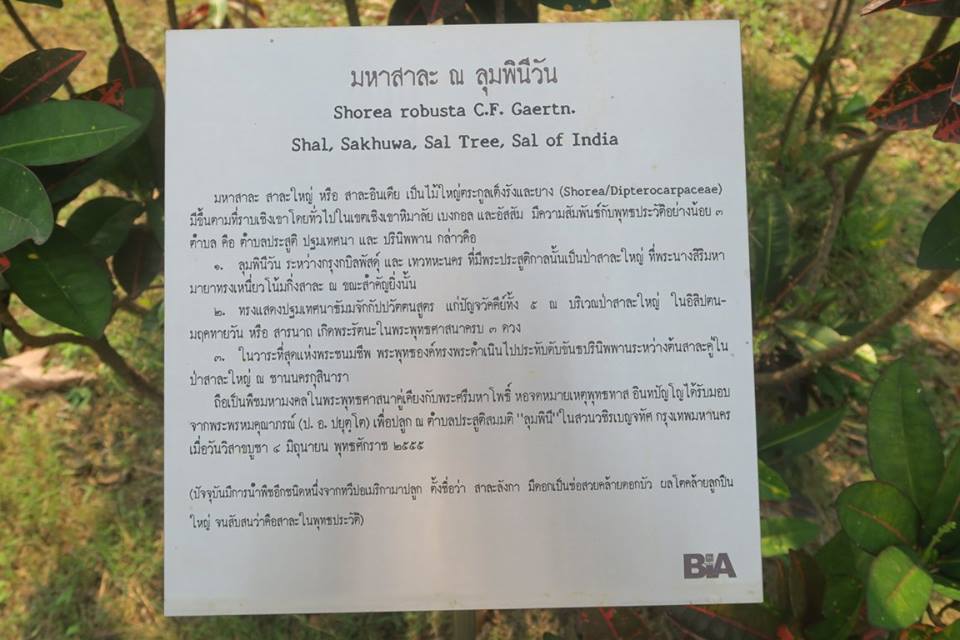 มหาสาละ ณ ลุมพินีวัน
Shorea robusta C.F. Gaertn.
Shal, Sakhuwa, Sal Tree, Sal of India
มหาสาละ สาละใหญ่ หรือ สาละอินเดีย เป็นไม้ใหญ่ตระกูลเต็งรังและยาง (Shorea/Dipterocarpaceae)
มีขึ้นตามที่ราบเชิงเขาโดยทั่วไปในเขตเชิงเขาหิมาลัย เบงกอล และอัสสัม มีความสัมพันธ์กับพุทธประวัติอย่างน้อย ๓
ตำบล คือ ตำบลประสูติ ปฐมเทศนา และ ปรินิพพาน กล่าวคือ
๑. ลุมพินีวัน ระหว่างกรุงกบิลพัสดุ์ และ เทวทหะนคร ที่มีพระประสูติกาลนั้นเป็นป่าสาละใหญ่ ที่พระนางสิริมหา
มายาทรงเหนี่ยวโน้มกิ่งสาละ ณ ขณะสำคัญยิ่งนั้น
๒. ทรงแสดงปฐมเทศนาธัมมจักกัปปวัตตนสูตร แก่ปัญจวัคคีย์ทั้ง ๕ ณ บริเวณป่าสาละใหญ่ ในอิสิปตน-
มฤคทายวัน หรือ สารนาถ เกิดพระรัตนะในพระพุทธศาสนาครบ ๓ ดวง
๓. ในวาระที่สุดแห่งพระชนมชีพ พระพุทธองค์ทรงพระดำเนินไปประทับดับขันธปรินิพพานระหว่างต้นสาละคู่ใน
ป่าสาละใหญ่ ณ ชานนครกุสินารา
ถือเป็นพืชมหามงคลในพระพุทธศาสนาคู่เคียงกับพระศรีมหาโพธิ์ หอจดหมายเหตุพุทธทาส อินทปัญโญได้รับมอบ
จากพระพรหมคุณาภรณ์ (ป. อ. ปยุตฺโต) เพื่อปลูก ณ ตำบลประสูติสมมติ "ลุมพินี" ในสวนวชิรเบญจทัศ กรุงเทพมหานคร
เมื่อวันวิสาขบูชา ๔ มิถุนายน พุทธศักราช ๒๕๕๕
(ปัจจุบันมีการนำพืชอีกชนิดหนึ่งจากทวีปอเมริกามาปลูก ตั้งชื่อว่า สาละลังกา มีดอกเป็นช่อสวยคล้ายดอกบัว ผลโตคล้ายลูกปืน
ใหญ่ จนสับสนว่าคือสาละในพุทธประวัติ)
BIA